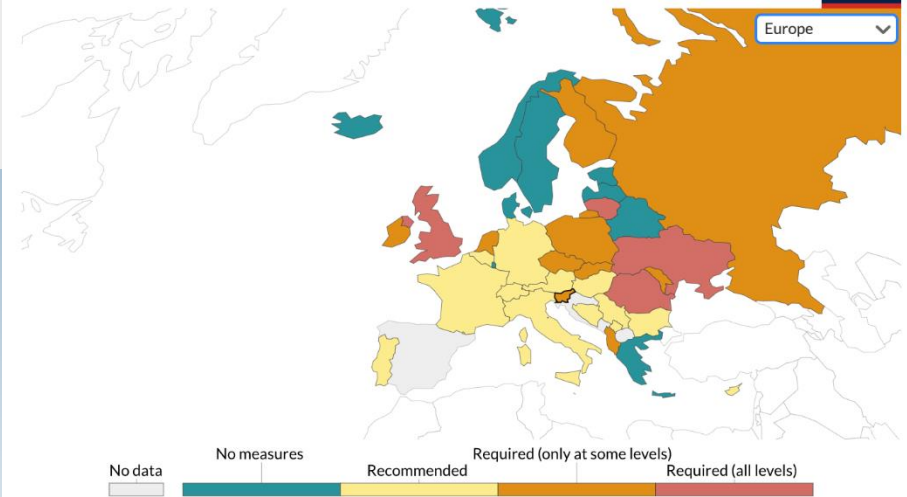 Europe
No measures
Required (only at some levels)
No data
Recommended
Required (all levels)